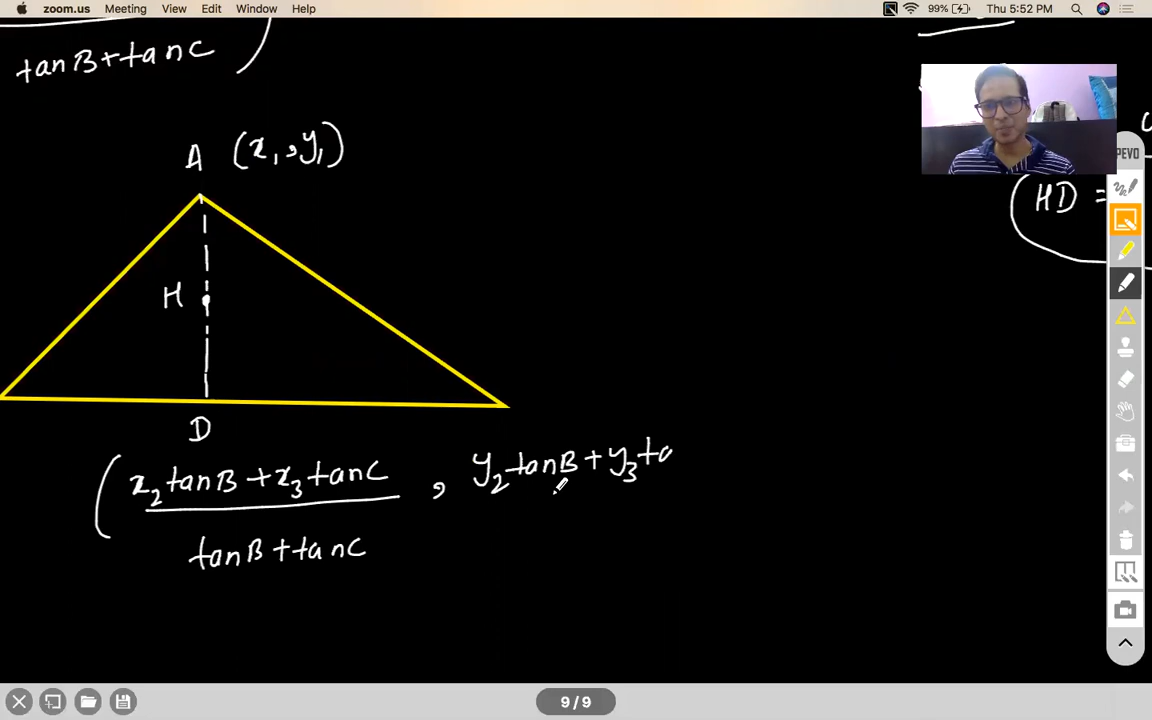 zoom.us Meeting View Edit Window Help 99% Thu 5:52 PM
tanB+tanC
A (x₁,y₁)
PEVO
HD =
H
D
(x₂tanB+x₃tanC , y₂tanB+y₃ta
tanB+tanC
9 / 9